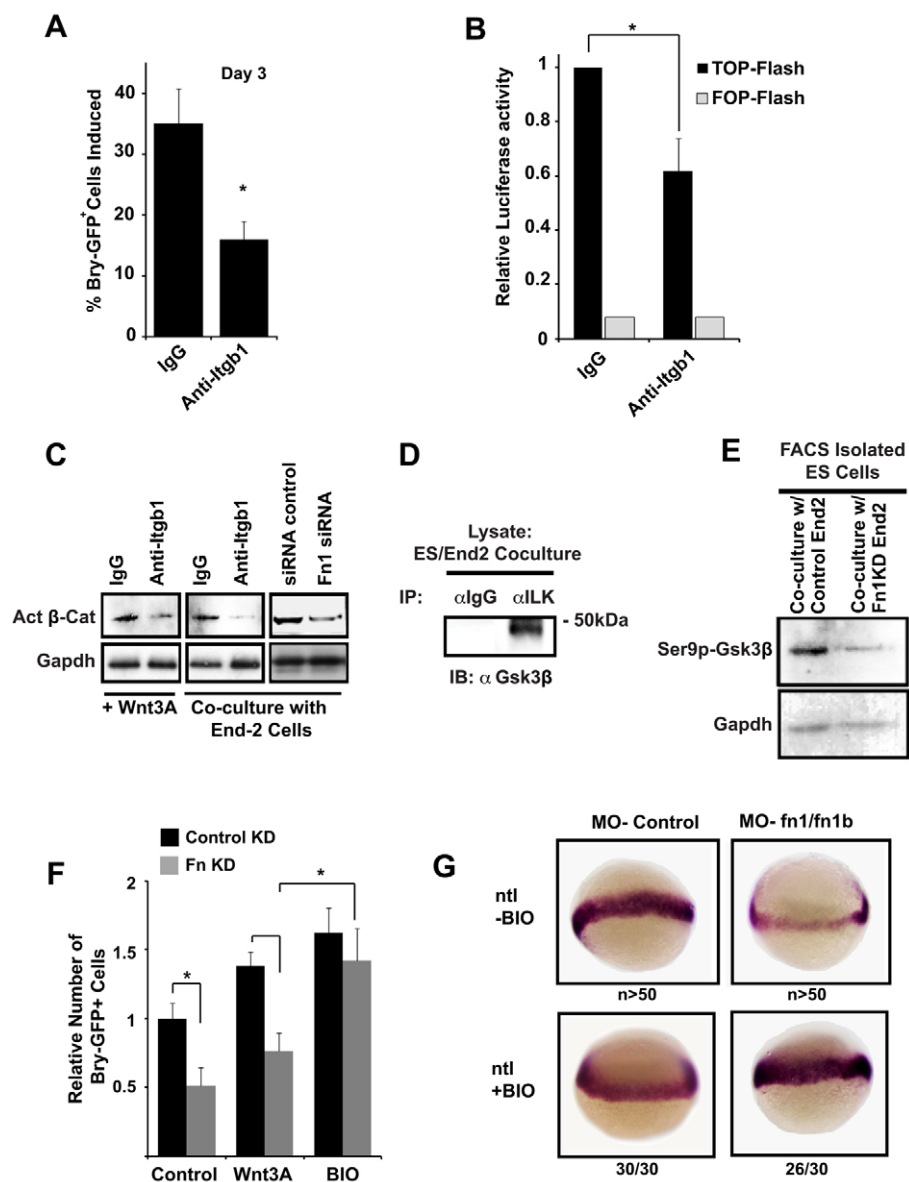 A
Day 3
% Bry-GFP+ Cells Induced
40
30
20
10
0
IgG
Anti-Itgb1
*
B
*
TOP-Flash
FOP-Flash
Relative Luciferase activity
1
0.8
0.6
0.4
0.2
0
IgG
Anti-Itgb1
C
IgG
Anti-Itgb1
IgG
Anti-Itgb1
siRNA control
Fn1 siRNA
Act β-Cat
Gapdh
+ Wnt3A
Co-culture with
End-2 Cells
D
Lysate:
ES/End2 Coculture
IP: αIgG αILK
- 50kDa
IB: α Gsk3β
E
FACS Isolated
ES Cells
Co-culture w/
Control End2
Co-culture w/
Fn1KD End2
Ser9p-Gsk3β
Gapdh
F
Control KD
Fn KD
Relative Number of
Bry-GFP+ Cells
2
1.5
1
0.5
*
*
Control
Wnt3A
BIO
G
MO- Control
MO- fn1/fn1b
ntl
-BIO
n>50
n>50
ntl
+BIO
30/30
26/30